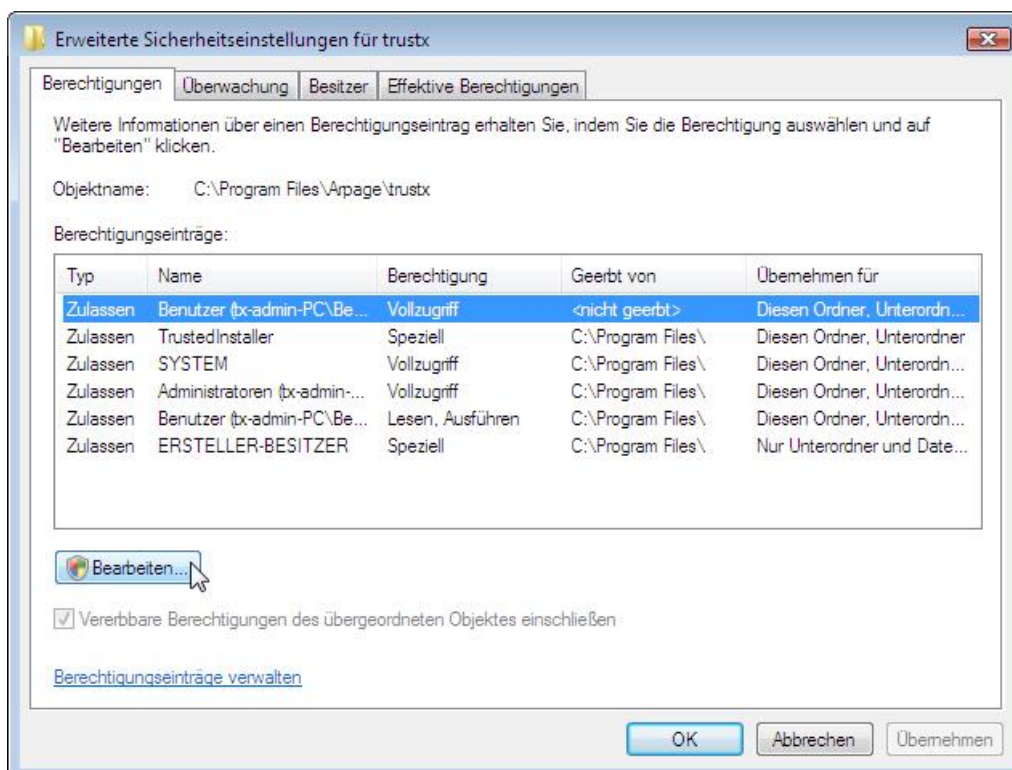 Erweiterte Sicherheitseinstellungen für trustx
Berechtigungen Überwachung Besitzer Effektive Berechtigungen
Weitere Informationen über einen Berechtigungseintrag erhalten Sie, indem Sie die Berechtigung auswählen und auf
"Bearbeiten" klicken.
Objektname: C:\Program Files\Arpage\trustx
Berechtigungseinträge:
Typ Name Berechtigung Geerbt von Übernehmen für
Zulassen Benutzer (tx-admin-PC\Be... Vollzugriff <nicht geerbt> Diesen Ordner, Unterordn...
Zulassen TrustedInstaller Speziell C:\Program Files\ Diesen Ordner, Unterordner
Zulassen SYSTEM Vollzugriff C:\Program Files\ Diesen Ordner, Unterordn...
Zulassen Administratoren (tx-admin-... Vollzugriff C:\Program Files\ Diesen Ordner, Unterordn...
Zulassen Benutzer (tx-admin-PC\Be... Lesen, Ausführen C:\Program Files\ Diesen Ordner, Unterordn...
Zulassen ERSTELLER-BESITZER Speziell C:\Program Files\ Nur Unterordner und Date...
Bearbeiten...
Vererbbare Berechtigungen des übergeordneten Objektes einschließen
Berechtigungseinträge verwalten
OK Abbrechen Übernehmen